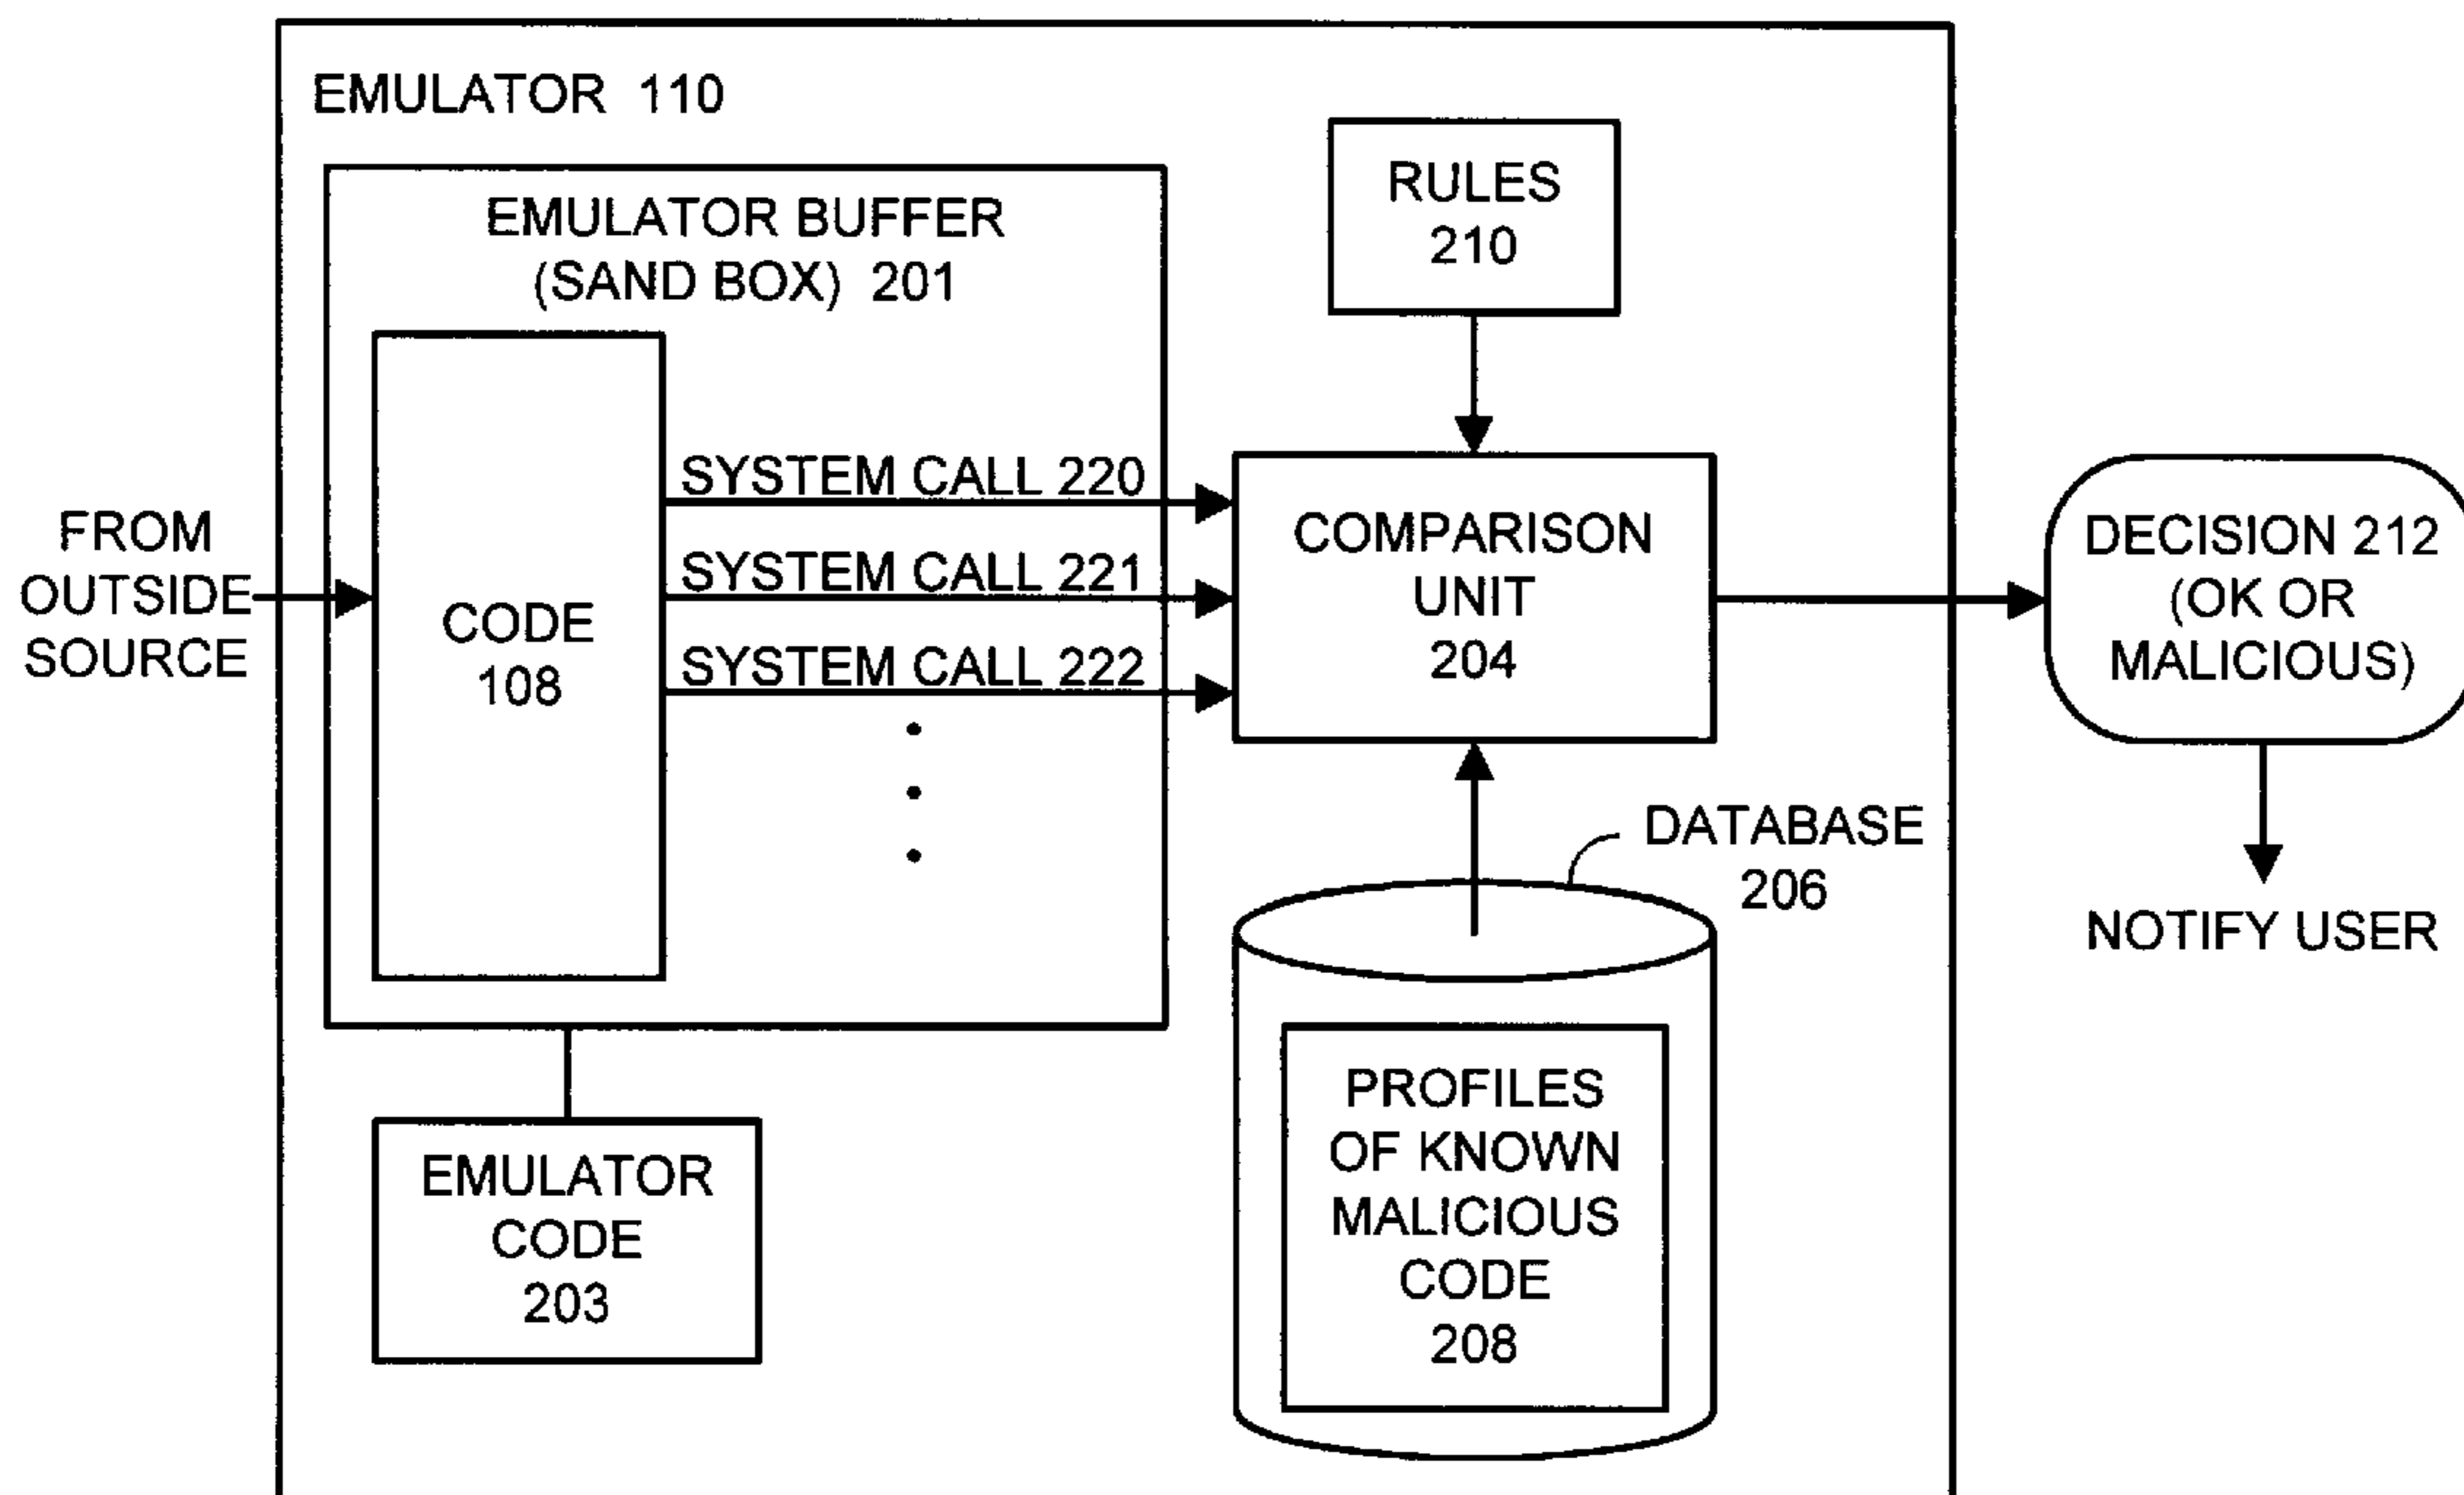 EMULATOR 110
EMULATOR BUFFER
(SAND BOX) 201
RULES
210
FROM
OUTSIDE
SOURCE
CODE
108
SYSTEM CALL 220
SYSTEM CALL 221
SYSTEM CALL 222
COMPARISON
UNIT
204
DECISION 212
(OK OR
MALICIOUS)
NOTIFY USER
DATABASE
206
PROFILES
OF KNOWN
MALICIOUS
CODE
208
EMULATOR
CODE
203